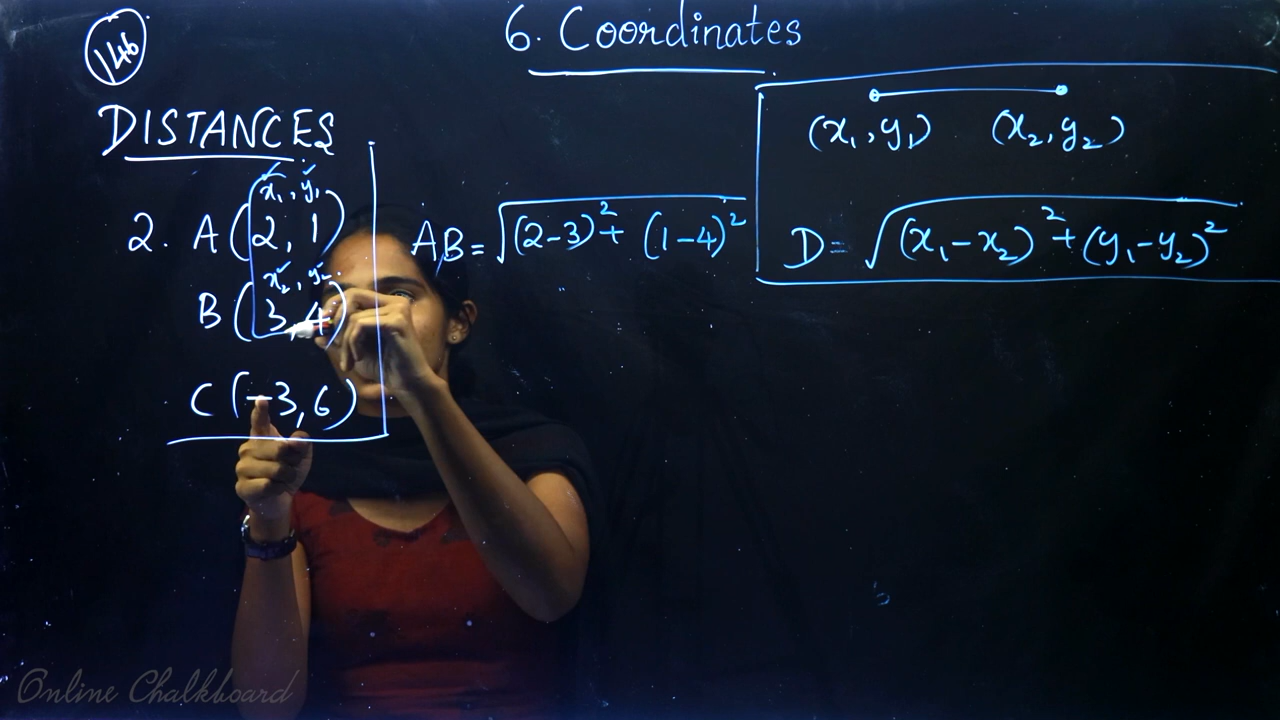 146
6. Coordinates
DISTANCES
(x₁, y₁) (x₂, y₂)
x₁, y₁
2. A(2, 1)
AB = √((2-3)² + (1-4)²)
D = √((x₁-x₂)² + (y₁-y₂)²)
x₂, y₂
B(3, 4)
C(-3, 6)
Online Chalkboard